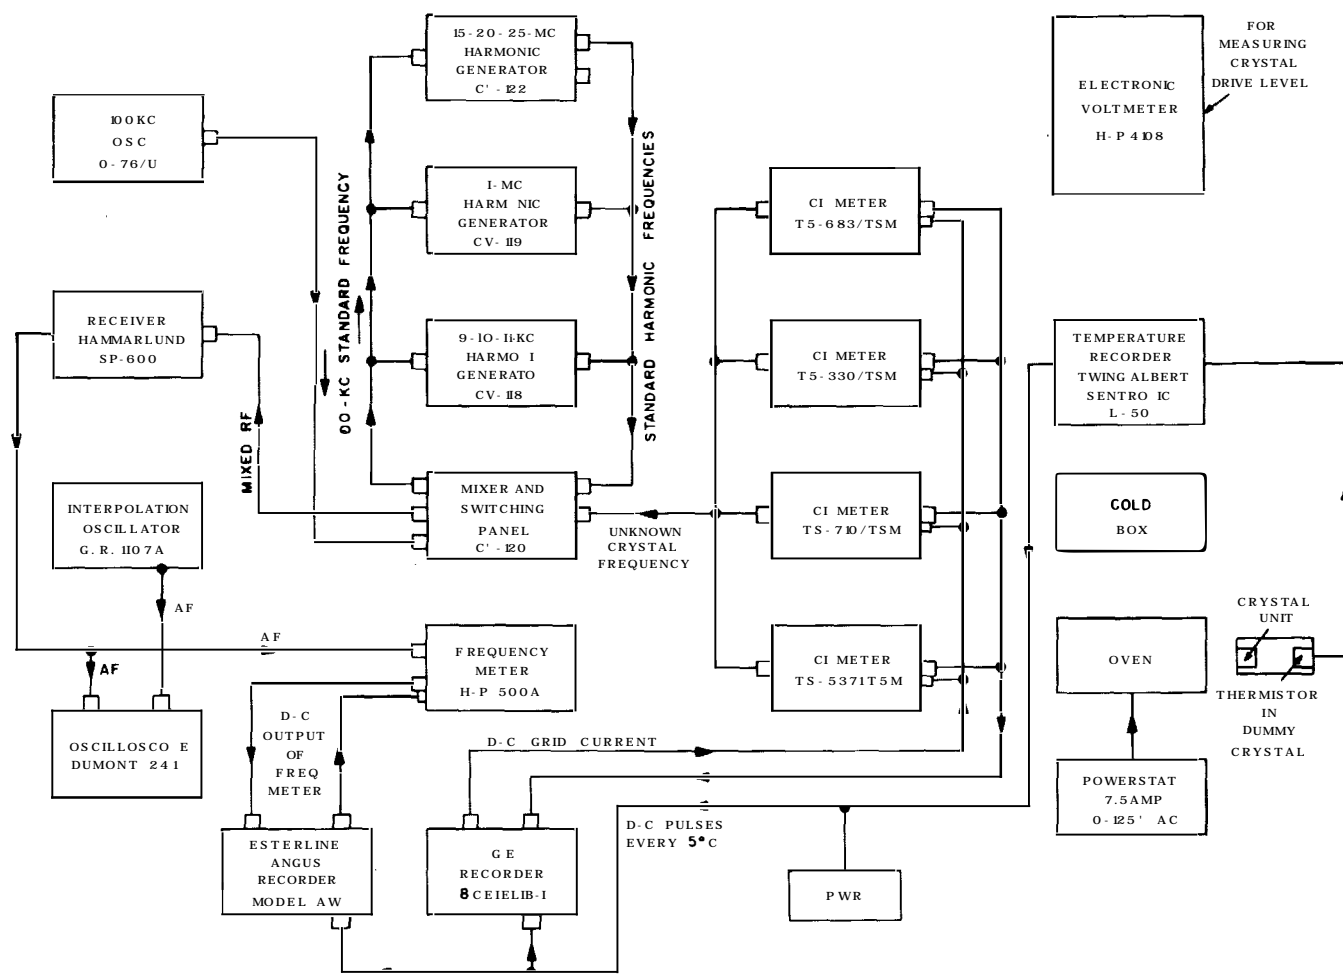 15-20-25-MC
HARMONIC
GENERATOR
C'-122
FOR
MEASURING
CRYSTAL
DRIVE LEVEL
ELECTRONIC
VOLTMETER
H-P 410B
100KC
OSC
0-76/U
I-MC
HARM NIC
GENERATOR
CV-119
CI METER
T5-683/TSM
00-KC STANDARD FREQUENCY
STANDARD HARMONIC FREQUENCIES
RECEIVER
HAMMARLUND
SP-600
9-10-11-KC
HARMO I
GENERATO
CV-118
CI METER
T5-330/TSM
TEMPERATURE
RECORDER
TWING ALBERT
SENTRO IC
L-50
MIXED RF
INTERPOLATION
OSCILLATOR
G.R. 1107A
MIXER AND
SWITCHING
PANEL
C'-120
UNKNOWN
CRYSTAL
FREQUENCY
CI METER
TS-710/TSM
COLD
BOX
AF
AF
AF
FREQUENCY
METER
H-P 500A
CI METER
TS-5371T5M
OVEN
CRYSTAL
UNIT
THERMISTOR
IN
DUMMY
CRYSTAL
OSCILLOSCO E
DUMONT 241
D-C
OUTPUT
OF
FREQ
METER
D-C GRID CURRENT
POWERSTAT
7.5AMP
0-125' AC
ESTERLINE
ANGUS
RECORDER
MODEL AW
GE
RECORDER
8CEIELIB-I
D-C PULSES
EVERY 5°C
PWR